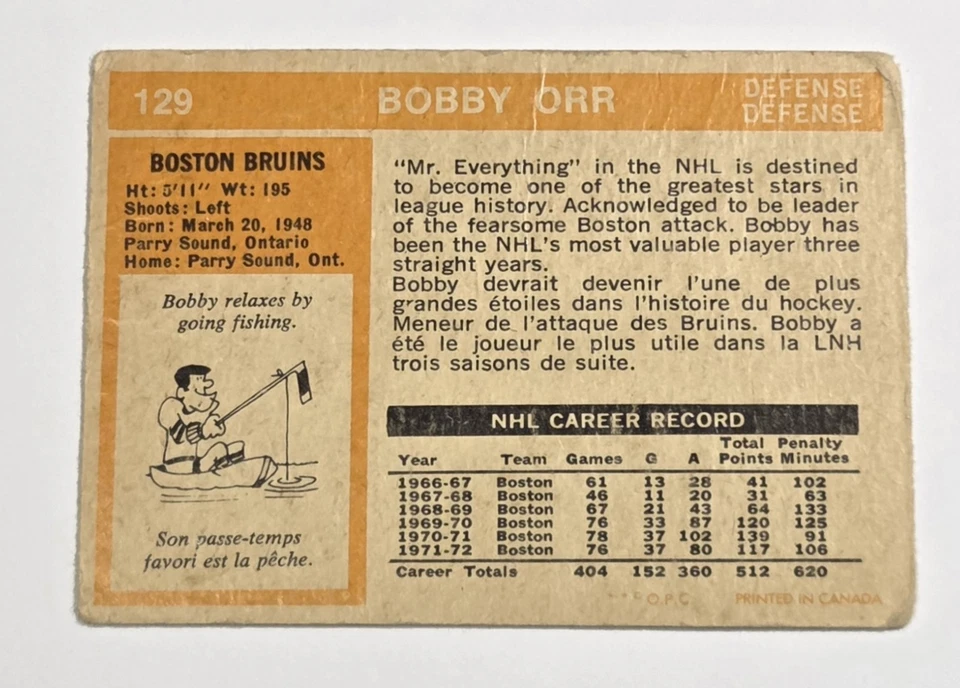 129 BOBBY ORR DEFENSE
DEFENSE
BOSTON BRUINS
Ht: 5'11" Wt: 195
Shoots: Left
Born: March 20, 1948
Parry Sound, Ontario
Home: Parry Sound, Ont.
Bobby relaxes by
going fishing.
Son passe-temps
favori est la pêche.
"Mr. Everything" in the NHL is destined
to become one of the greatest stars in
league history. Acknowledged to be leader
of the fearsome Boston attack. Bobby has
been the NHL's most valuable player three
straight years.
Bobby devrait devenir l'une de plus
grandes étoiles dans l'histoire du hockey.
Meneur de l'attaque des Bruins. Bobby a
été le joueur le plus utile dans la LNH
trois saisons de suite.
NHL CAREER RECORD
Total Penalty
Year Team Games G A Points Minutes
1966-67 Boston 61 13 28 41 102
1967-68 Boston 46 11 20 31 63
1968-69 Boston 67 21 43 64 133
1969-70 Boston 76 33 87 120 125
1970-71 Boston 78 37 102 139 91
1971-72 Boston 76 37 80 117 106
Career Totals 404 152 360 512 620
O.P.C. PRINTED IN CANADA